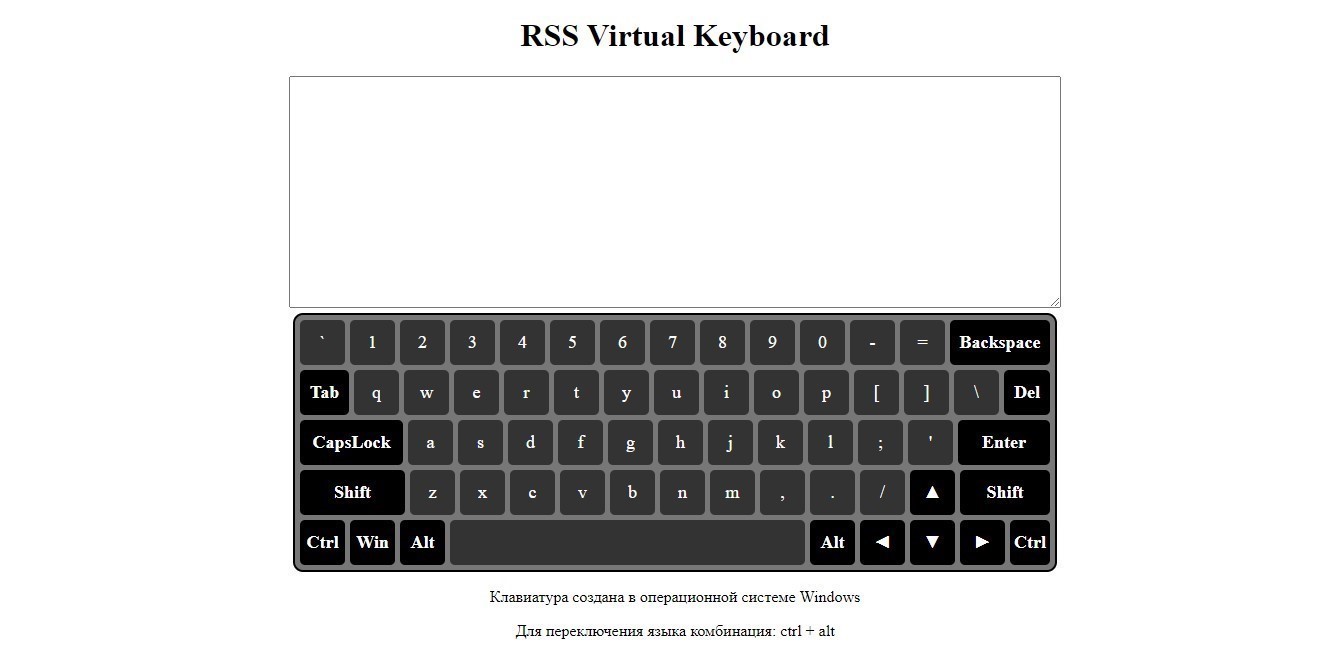 RSS Virtual Keyboard
` 1 2 3 4 5 6 7 8 9 0 - = Backspace
Tab q w e r t y u i o p [ ] \ Del
CapsLock a s d f g h j k l ; ' Enter
Shift z x c v b n m , . / ▲ Shift
Ctrl Win Alt Alt ◄ ▼ ► Ctrl
Клавиатура создана в операционной системе Windows
Для переключения языка комбинация: ctrl + alt